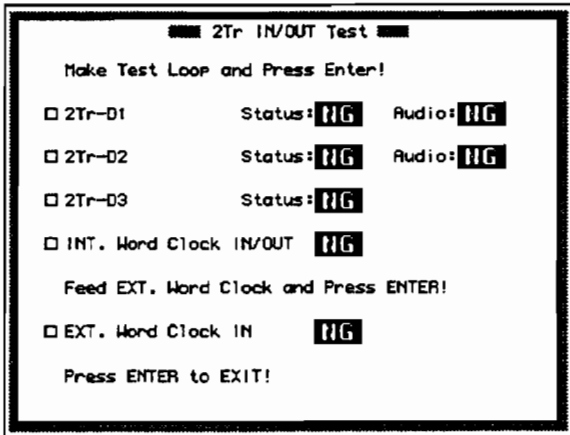 2Tr IN/OUT Test
Make Test Loop and Press Enter!
2Tr-D1 Status: NG Audio: NG
2Tr-D2 Status: NG Audio: NG
2Tr-D3 Status: NG
INT. Word Clock IN/OUT NG
Feed EXT. Word Clock and Press ENTER!
EXT. Word Clock IN NG
Press ENTER to EXIT!